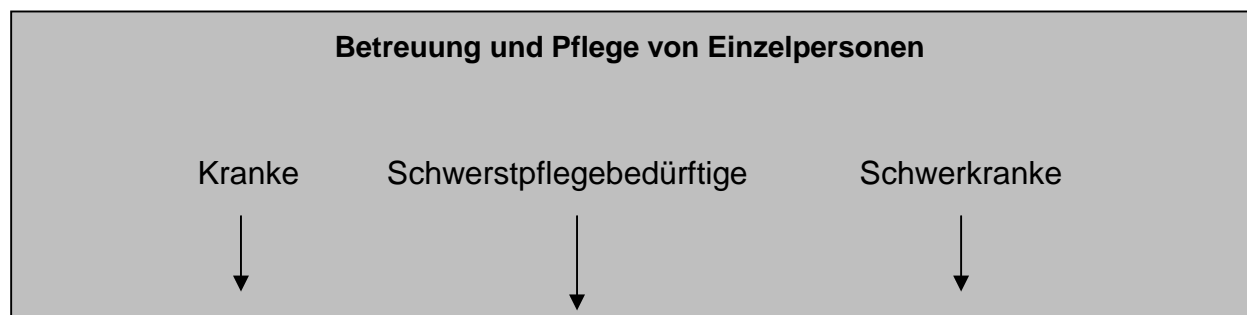 Betreuung und Pflege von Einzelpersonen
Kranke Schwerstpflegebedürftige Schwerkranke